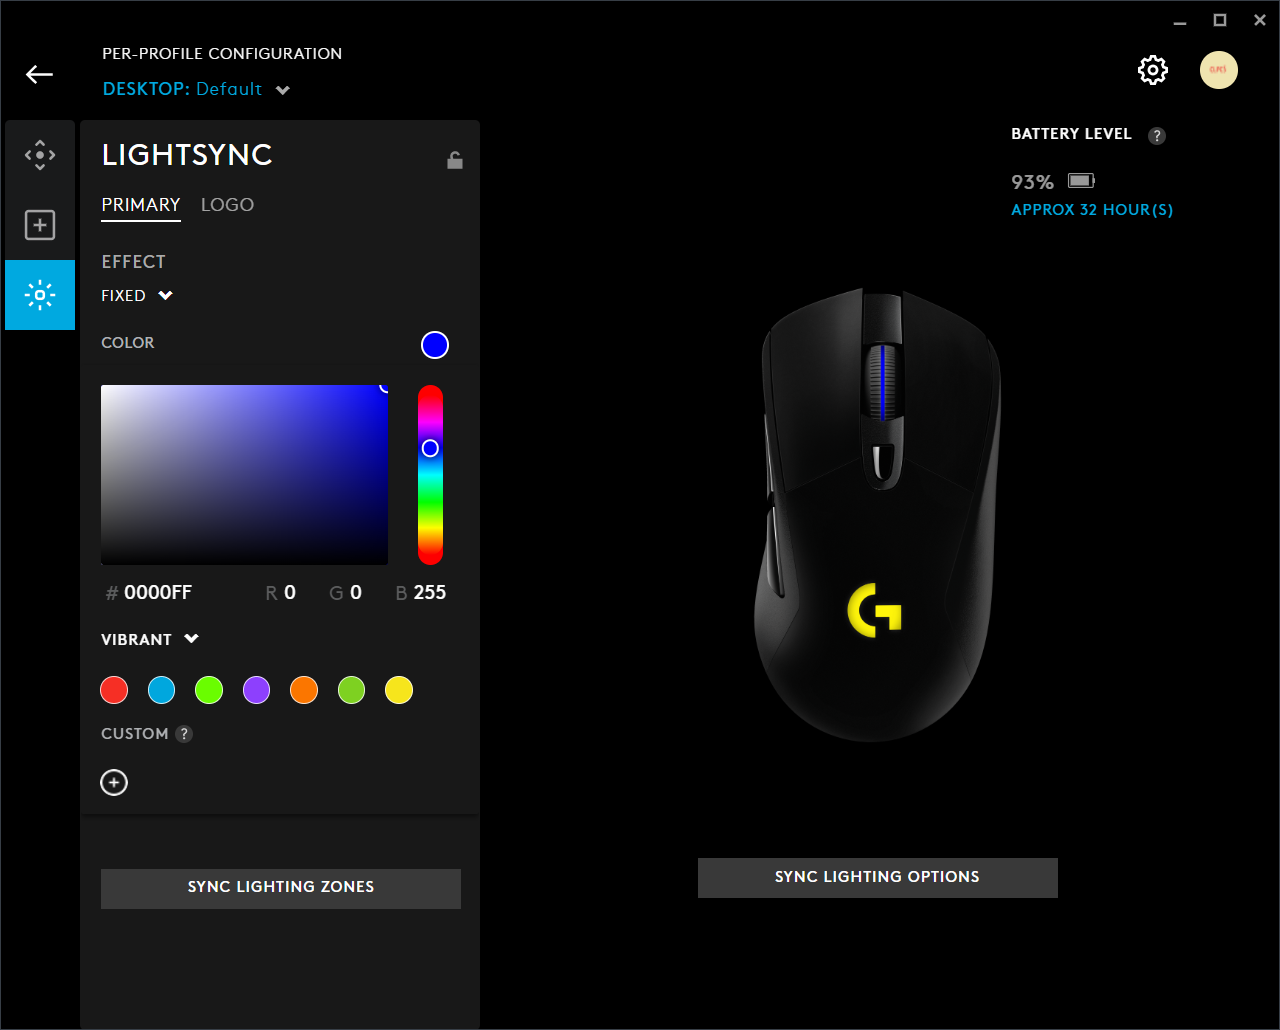 PER-PROFILE CONFIGURATION
DESKTOP: Default
BATTERY LEVEL ?
93%
APPROX 32 HOUR(S)
LIGHTSYNC
PRIMARY LOGO
EFFECT
FIXED
COLOR
# 0000FF R 0 G 0 B 255
VIBRANT
CUSTOM ?
SYNC LIGHTING ZONES
SYNC LIGHTING OPTIONS